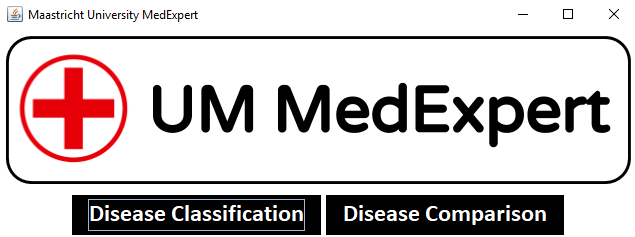 Maastricht University MedExpert
UM MedExpert
Disease Classification
Disease Comparison